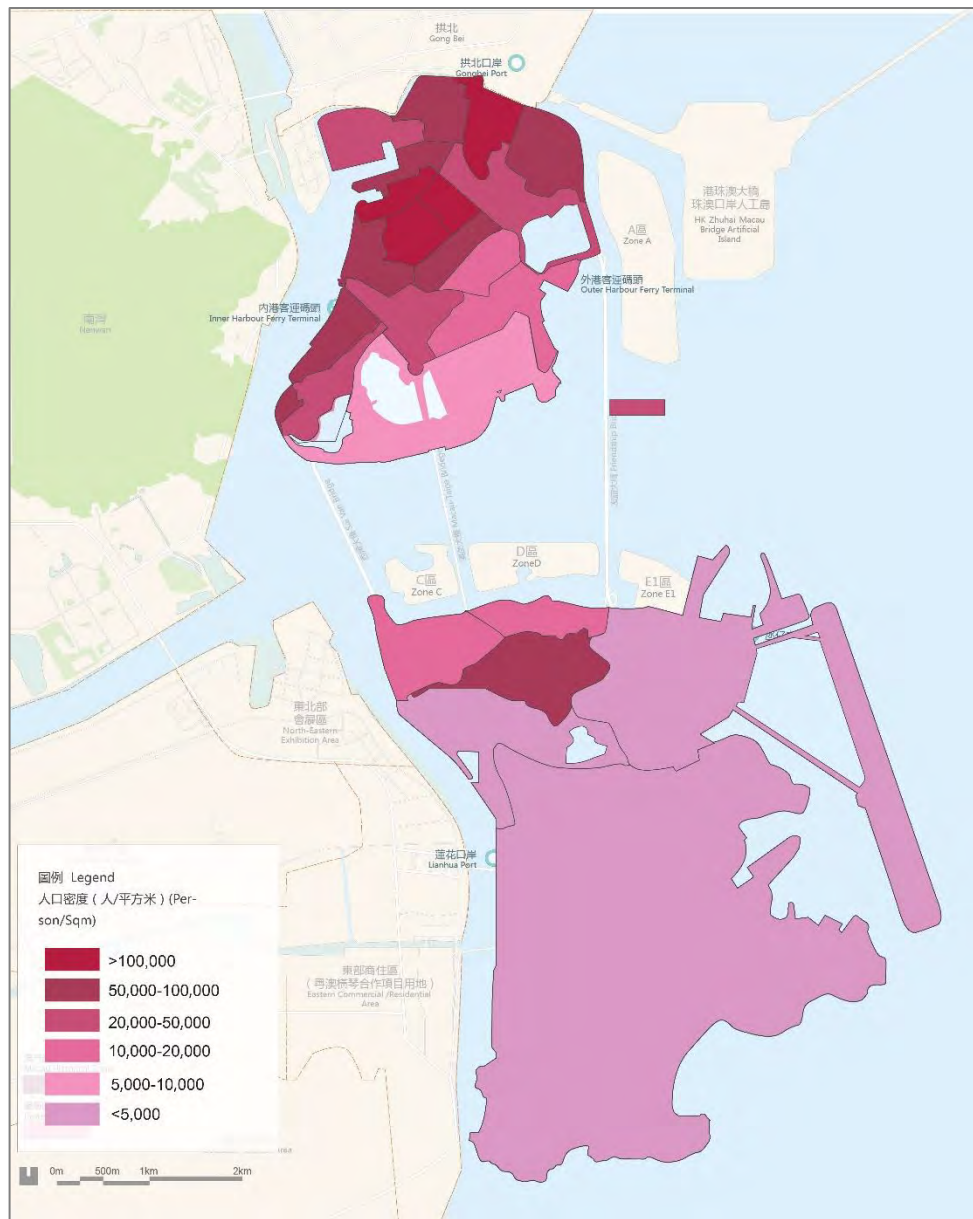 拱北
Gong Bei
拱北口岸
Gongbei Port
港珠澳大橋
珠澳口岸人工島
HK Zhuhai Macau
Bridge Artificial
Island
A區
Zone A
外港客運碼頭
Outer Harbour Ferry Terminal
内港客運碼頭
Inner Harbour Ferry Terminal
南灣
Nanwan
Sai Van Bridge
C區
Zone C
D區
ZoneD
E1區
Zone E1
東北部
會展區
North-Eastern
Exhibition Area
蓮花口岸
Lianhua Port
東部商住區
（粵澳橫琴合作項目用地）
Eastern Commercial /Residential
Area
圖例 Legend
人口密度（人/平方米）(Per-
son/Sqm)
>100,000
50,000-100,000
20,000-50,000
10,000-20,000
5,000-10,000
<5,000
0m 500m 1km 2km